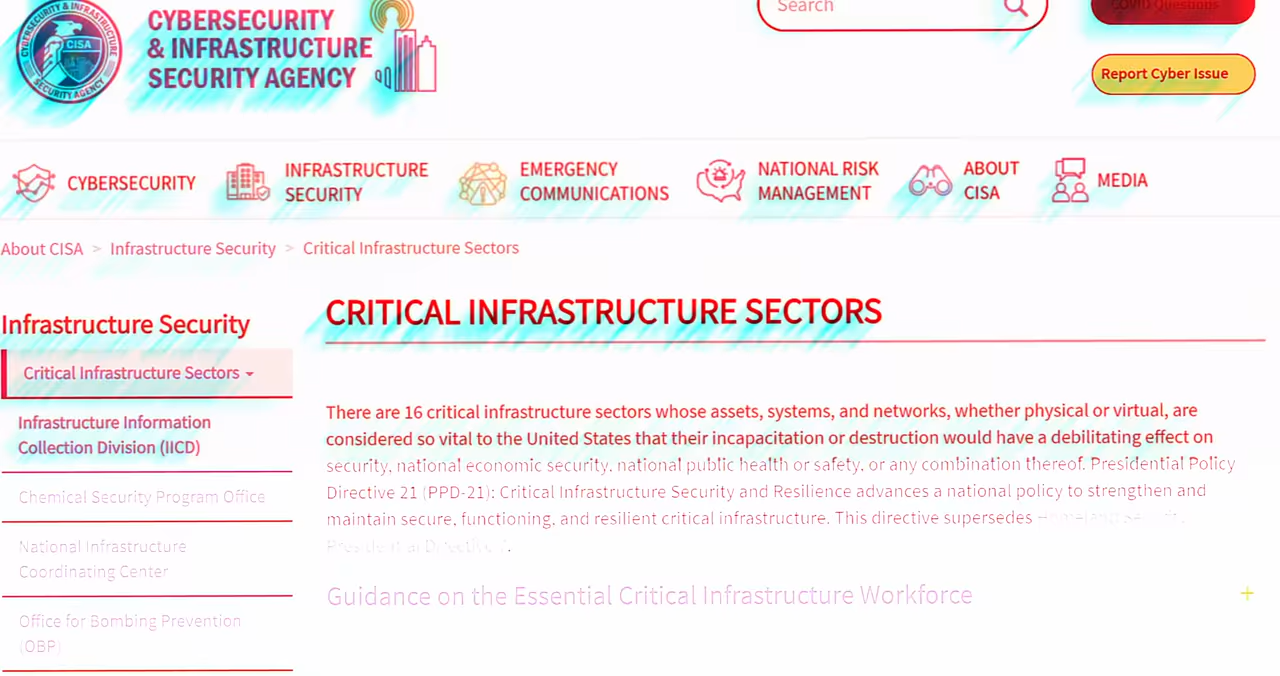 CYBERSECURITY
& INFRASTRUCTURE
SECURITY AGENCY
CISA
Search
COVID Questions
Report Cyber Issue
CYBERSECURITY
INFRASTRUCTURE
SECURITY
EMERGENCY
COMMUNICATIONS
NATIONAL RISK
MANAGEMENT
ABOUT
CISA
MEDIA
About CISA > Infrastructure Security > Critical Infrastructure Sectors
Infrastructure Security
Critical Infrastructure Sectors
Infrastructure Information
Collection Division (IICD)
Chemical Security Program Office
National Infrastructure
Coordinating Center
Office for Bombing Prevention
(OBP)
CRITICAL INFRASTRUCTURE SECTORS
There are 16 critical infrastructure sectors whose assets, systems, and networks, whether physical or virtual, are
considered so vital to the United States that their incapacitation or destruction would have a debilitating effect on
security, national economic security, national public health or safety, or any combination thereof. Presidential Policy
Directive 21 (PPD-21): Critical Infrastructure Security and Resilience advances a national policy to strengthen and
maintain secure, functioning, and resilient critical infrastructure. This directive supersedes
Guidance on the Essential Critical Infrastructure Workforce +